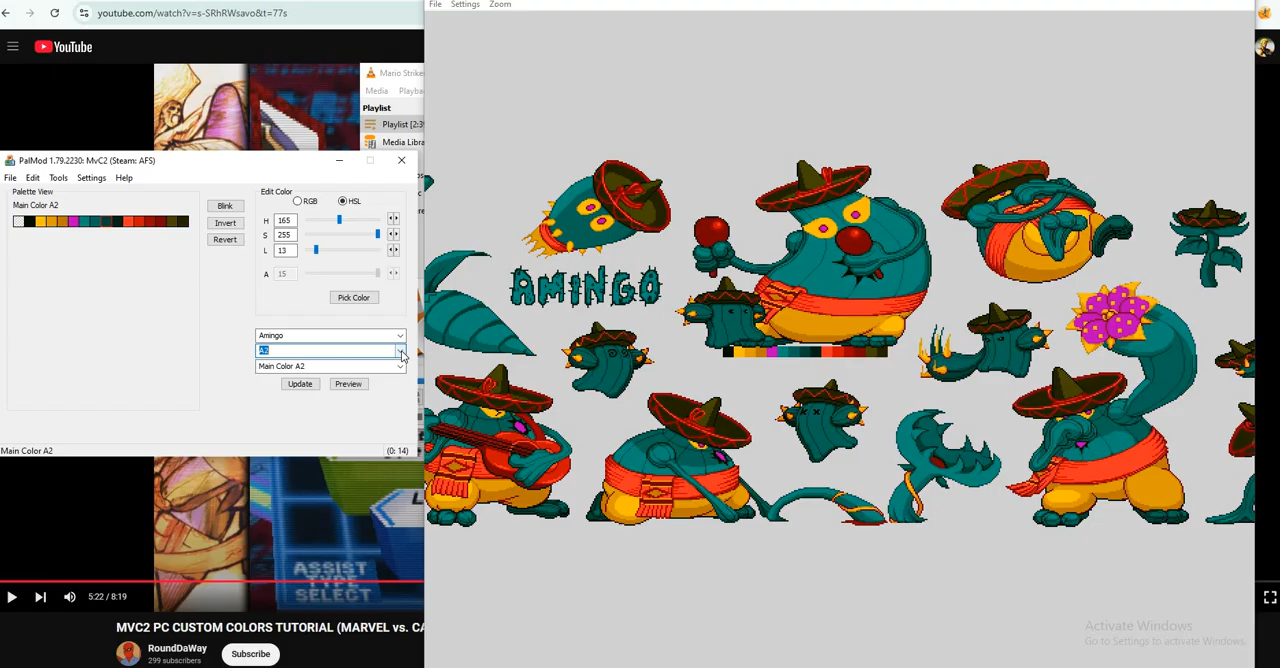 youtube.com/watch?v=s-SRhRWsavo&t=77s
File Settings Zoom
YouTube
Mario Strike
Media Playba
Playlist
Playlist [2:3
Media Libra
PalMod 1.79.2230: MvC2 (Steam: AFS)
File Edit Tools Settings Help
Palette View
Main Color A2
Blink
Invert
Revert
Edit Color
RGB HSL
H 165
S 255
L 13
A 15
Pick Color
Amingo
A2
Main Color A2
Update Preview
Main Color A2 (0: 14)
AMINGO
ASSIST
TYPE
SELECT
5:22 / 8:19
MVC2 PC CUSTOM COLORS TUTORIAL (MARVEL vs. CA
RoundDaWay
299 subscribers
Subscribe
Activate Windows
Go to Settings to activate Windows.